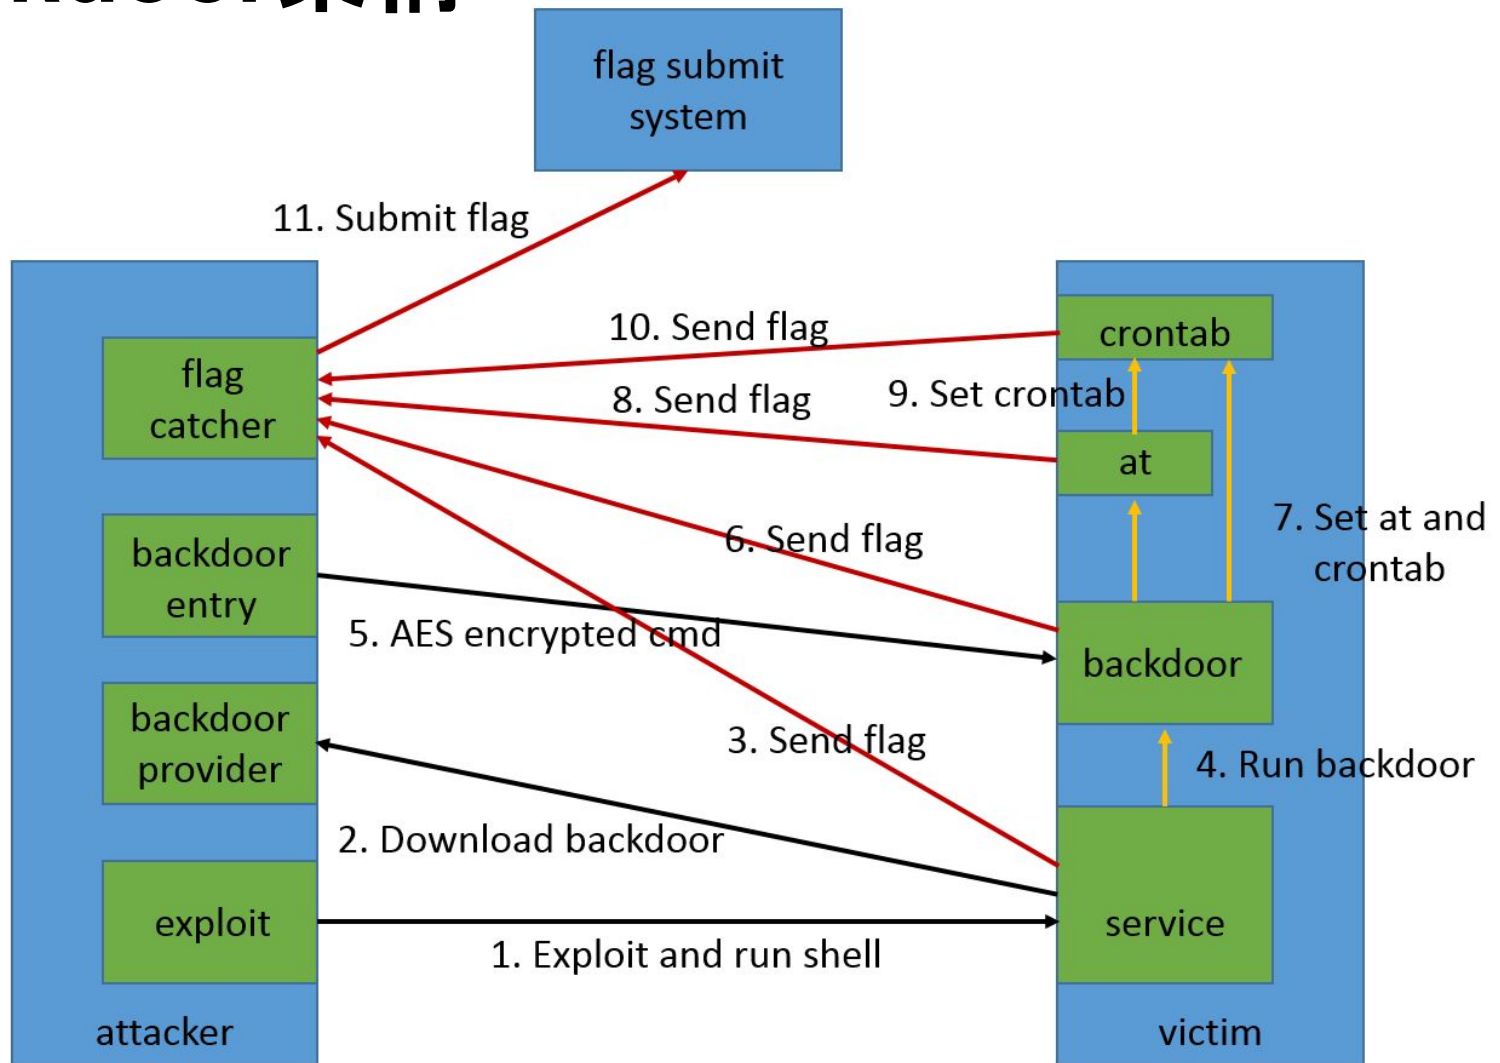 flag submit
system
11. Submit flag
10. Send flag
crontab
flag
catcher
8. Send flag
9. Set crontab
at
backdoor
entry
6. Send flag
7. Set at and
crontab
5. AES encrypted cmd
backdoor
backdoor
provider
3. Send flag
4. Run backdoor
2. Download backdoor
exploit
service
1. Exploit and run shell
attacker
victim